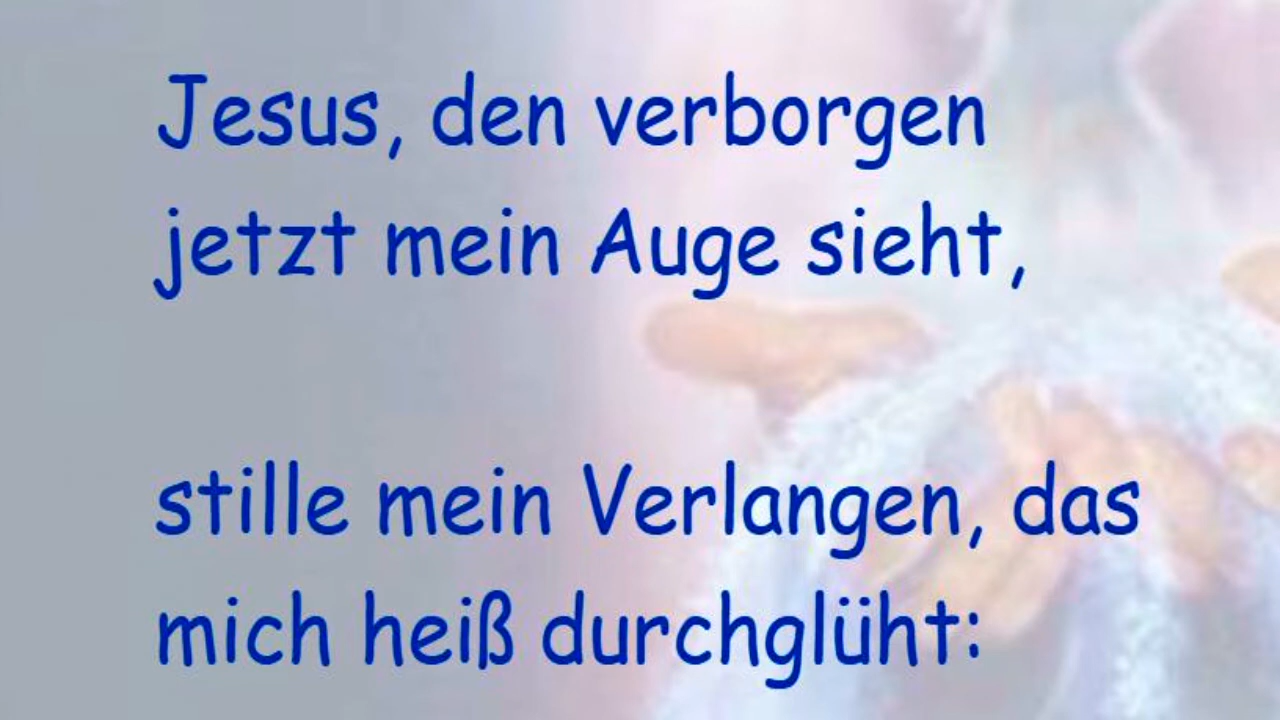 Jesus, den verborgen
jetzt mein Auge sieht,
stille mein Verlangen, das
mich heiß durchglüht: